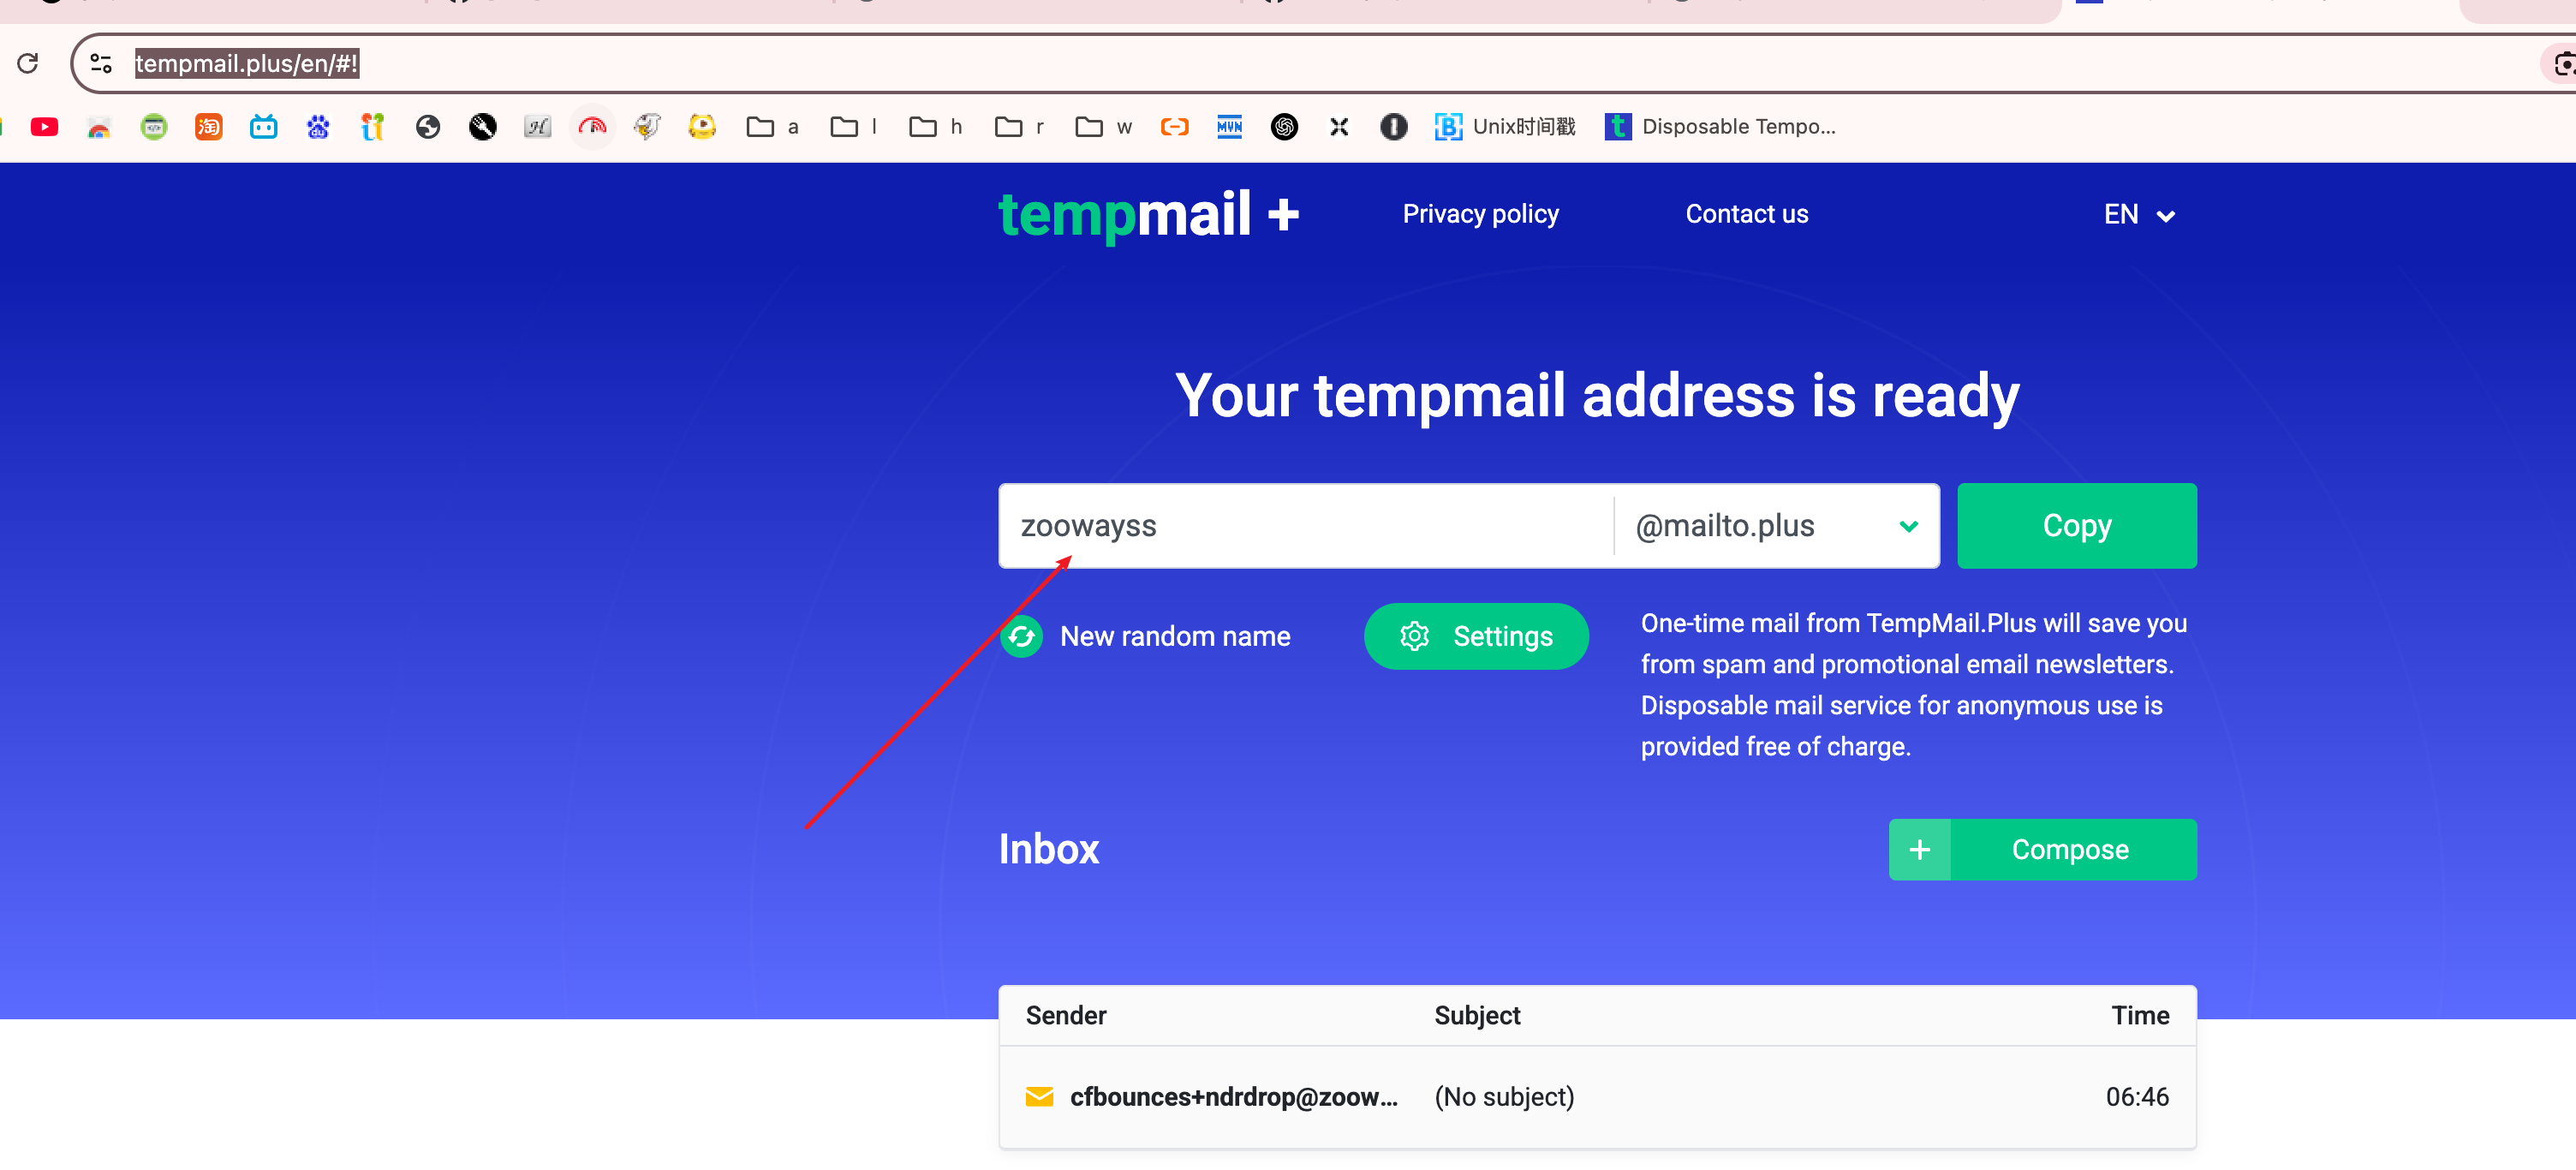 tempmail.plus/en/#!
a l h r w Unix时间戳 Disposable Tempo...
tempmail + Privacy policy Contact us EN
Your tempmail address is ready
zoowayss @mailto.plus Copy
New random name Settings
One-time mail from TempMail.Plus will save you
from spam and promotional email newsletters.
Disposable mail service for anonymous use is
provided free of charge.
Inbox Compose
Sender Subject Time
cfbounces+ndrdrop@zoow... (No subject) 06:46